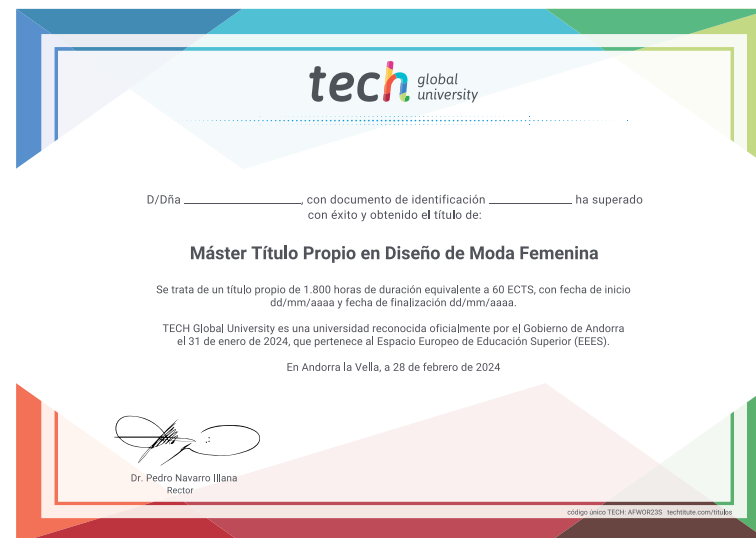 tech global
university
D/Dña ____________________, con documento de identificación ______________ ha superado
con éxito y obtenido el título de:
Máster Título Propio en Diseño de Moda Femenina
Se trata de un título propio de 1.800 horas de duración equivalente a 60 ECTS, con fecha de inicio
dd/mm/aaaa y fecha de finalización dd/mm/aaaa.
TECH Global University es una universidad reconocida oficialmente por el Gobierno de Andorra
el 31 de enero de 2024, que pertenece al Espacio Europeo de Educación Superior (EEES).
En Andorra la Vella, a 28 de febrero de 2024
Dr. Pedro Navarro Illana
Rector
código único TECH: AFWOR23S techtitute.com/titulos